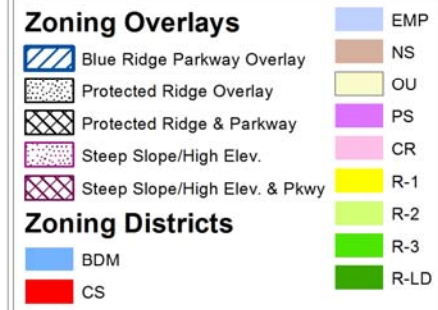 Zoning Overlays
Blue Ridge Parkway Overlay
Protected Ridge Overlay
Protected Ridge & Parkway
Steep Slope/High Elev.
Steep Slope/High Elev. & Pkwy
Zoning Districts
BDM
CS
EMP
NS
OU
PS
CR
R-1
R-2
R-3
R-LD